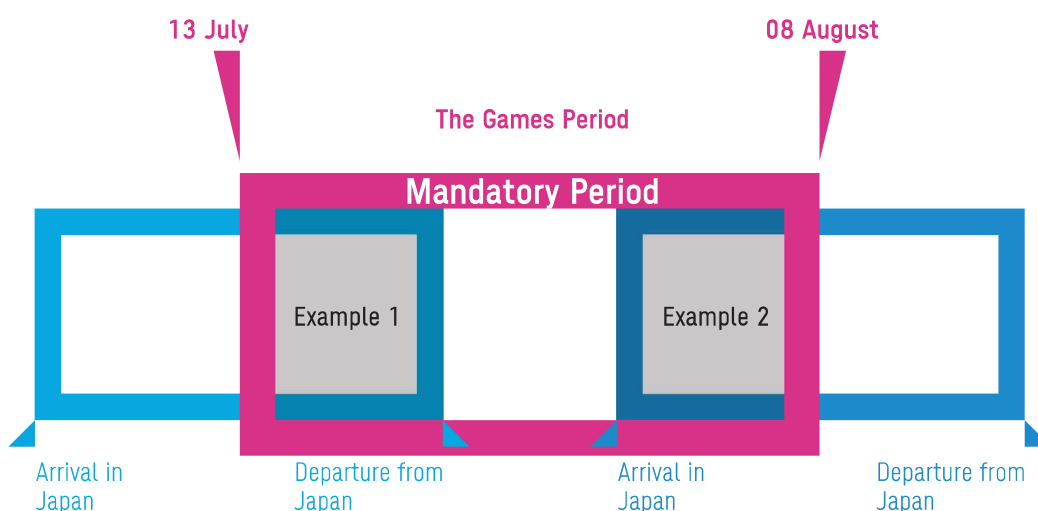 13 July
08 August
The Games Period
Mandatory Period
Example 1
Example 2
Arrival in
Japan
Departure from
Japan
Arrival in
Japan
Departure from
Japan